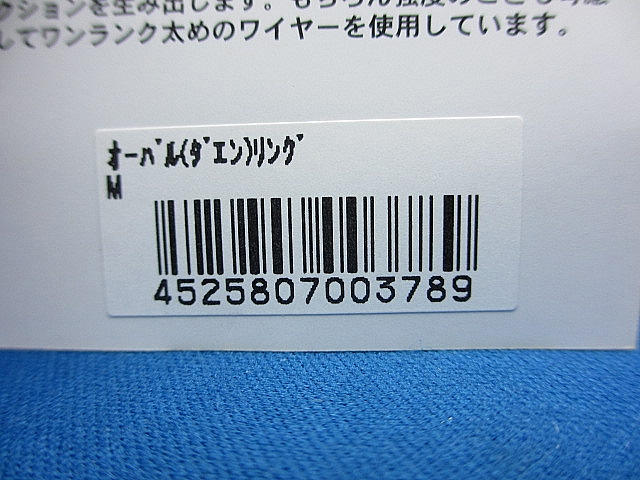 クションを生み出します。もちろん強度のことも考慮
してワンランク太めのワイヤーを使用しています。
ｵｰﾊﾞﾙ(ﾀﾞｴﾝ)ﾘﾝｸﾞ
M
4525807003789